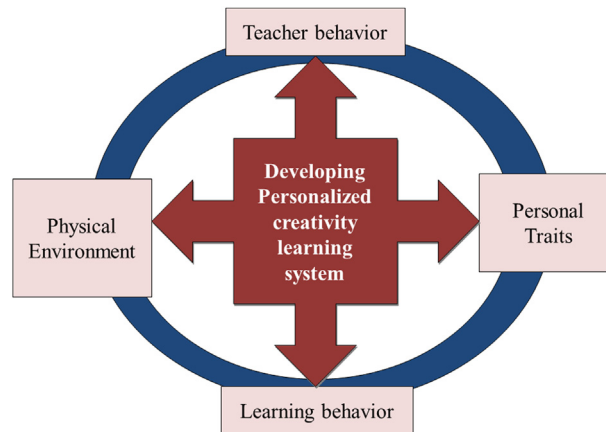 Teacher behavior
Developing
Personalized
creativity
learning
system
Physical
Environment
Personal
Traits
Learning behavior